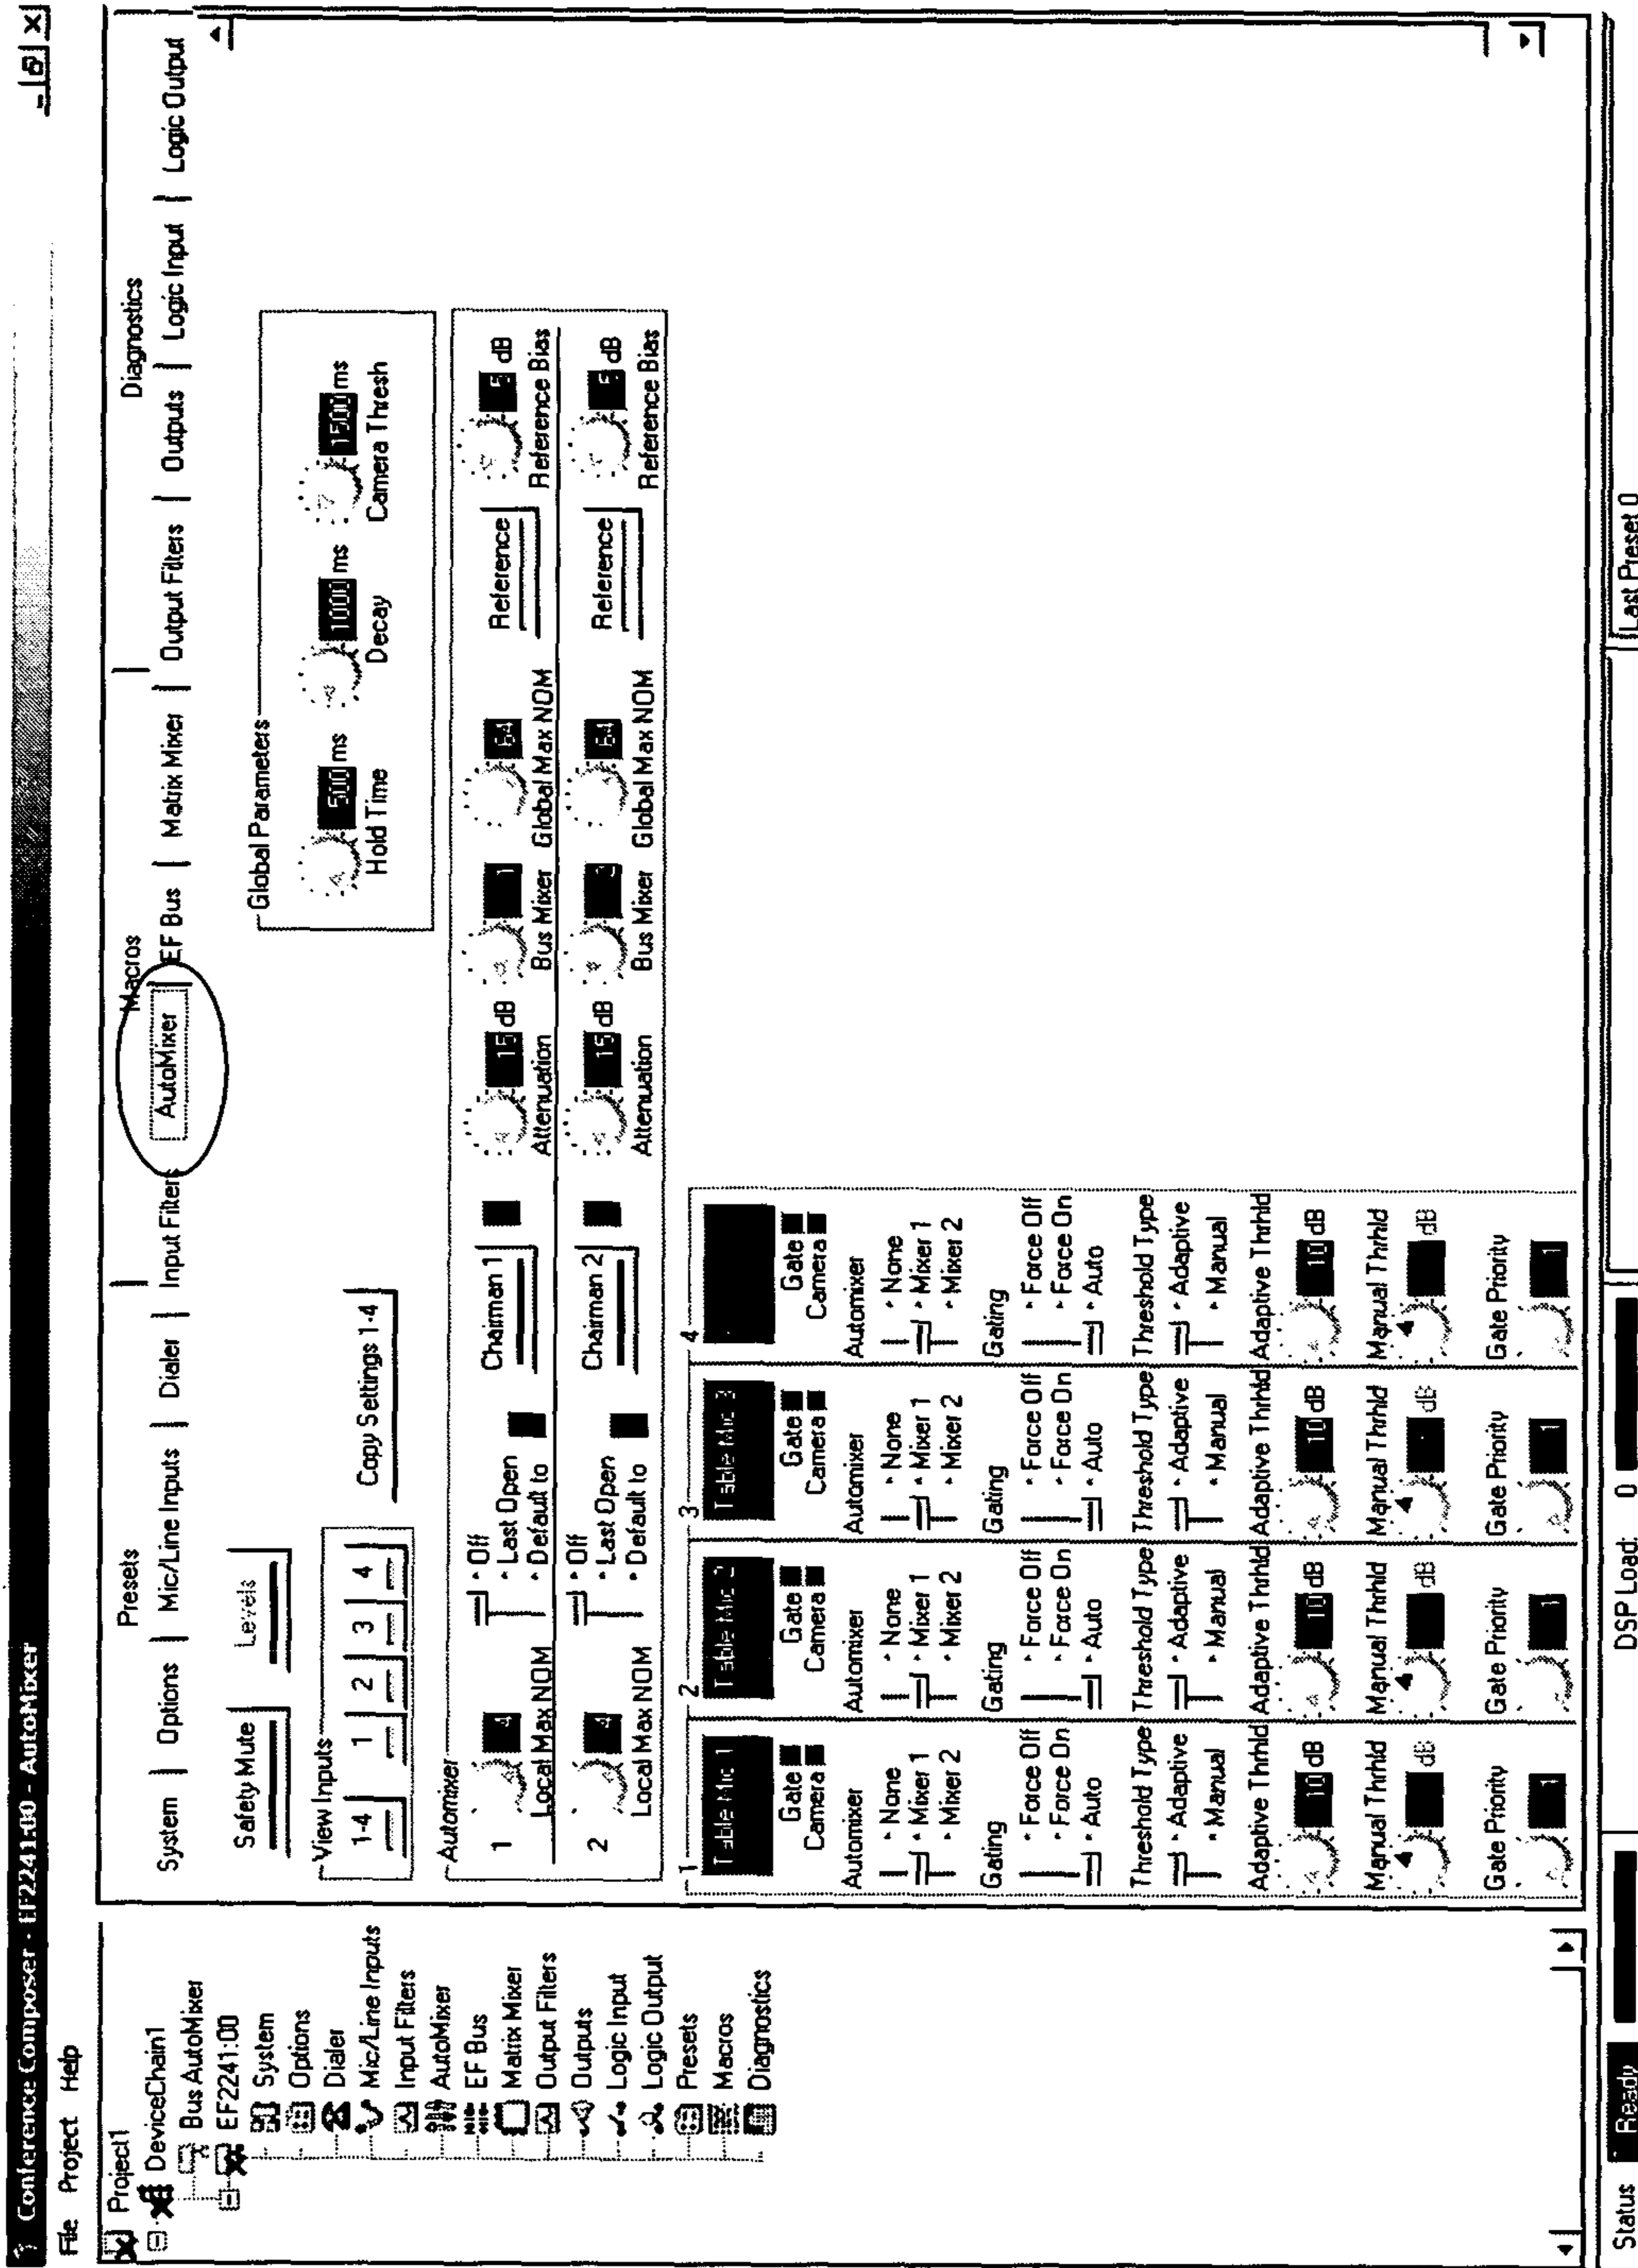 Conference Composer - EF2241:00 - AutoMixer
File Project Help
Project1
DeviceChain1
Bus AutoMixer
EF2241:00
System
Options
Dialer
Mic/Line Inputs
Input Filters
AutoMixer
EF Bus
Matrix Mixer
Output Filters
Outputs
Logic Input
Logic Output
Presets
Macros
Diagnostics
Presets Macros Diagnostics
System Options Mic/Line Inputs Dialer Input Filters AutoMixer EF Bus Matrix Mixer Output Filters Outputs Logic Input Logic Output
Safety Mute Levels
View Inputs
1-4 1 2 3 4
Copy Settings 1-4
Global Parameters
500 ms 1000 ms 1500 ms
Hold Time Decay Camera Thresh
Automixer
1 4 Off Chairman 1 15 dB 1 64 Reference 5 dB
Last Open
Local Max NOM Default to Attenuation Bus Mixer Global Max NOM Reference Bias
2 4 Off Chairman 2 15 dB 64 Reference 5 dB
Last Open
Local Max NOM Default to Attenuation Bus Mixer Global Max NOM Reference Bias
1 2 3 4
Table Mic 1 Table Mic 2 Table Mic 3
Gate Gate Gate Gate
Camera Camera Camera Camera
Automixer Automixer Automixer Automixer
None None None None
Mixer 1 Mixer 1 Mixer 1 Mixer 1
Mixer 2 Mixer 2 Mixer 2 Mixer 2
Gating Gating Gating Gating
Force Off Force Off Force Off Force Off
Force On Force On Force On Force On
Auto Auto Auto Auto
Threshold Type Threshold Type Threshold Type Threshold Type
Adaptive Adaptive Adaptive Adaptive
Manual Manual Manual Manual
Adaptive Thrhld Adaptive Thrhld Adaptive Thrhld Adaptive Thrhld
10 dB 10 dB 10 dB 10 dB
Manual Thrhld Manual Thrhld Manual Thrhld Manual Thrhld
dB dB dB dB
Gate Priority Gate Priority Gate Priority Gate Priority
1 1 1 1
Status Ready DSP Load: 0 Last Preset 0